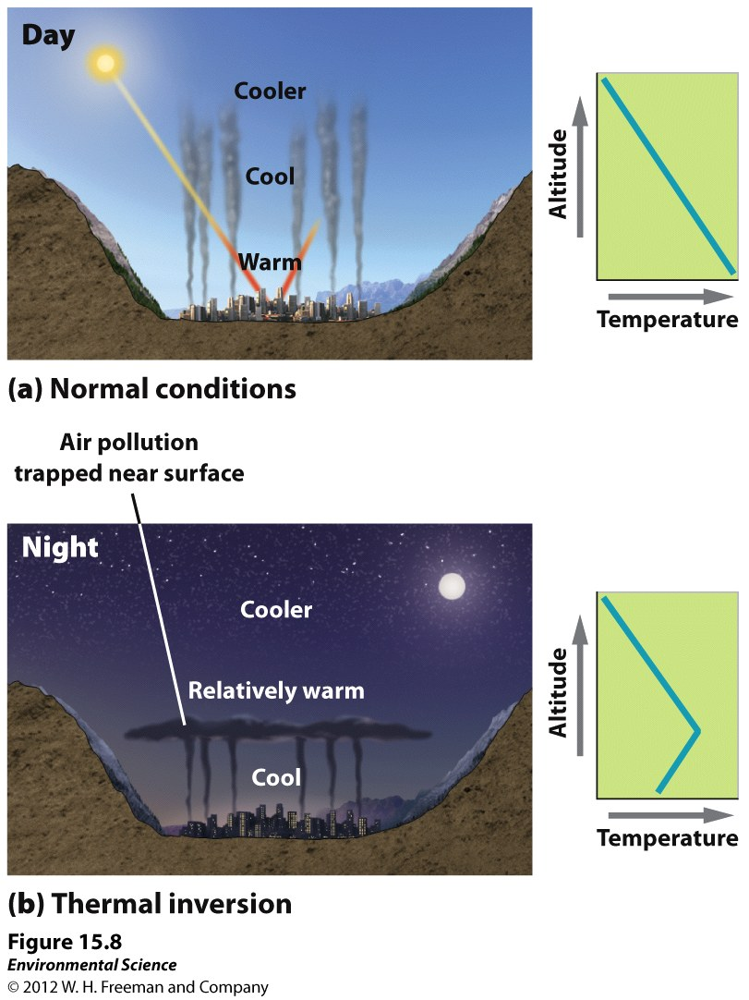 Day
Cooler
Cool
Warm
Altitude
Temperature
(a) Normal conditions
Air pollution
trapped near surface
Night
Cooler
Relatively warm
Cool
Altitude
Temperature
(b) Thermal inversion
Figure 15.8
Environmental Science
© 2012 W. H. Freeman and Company